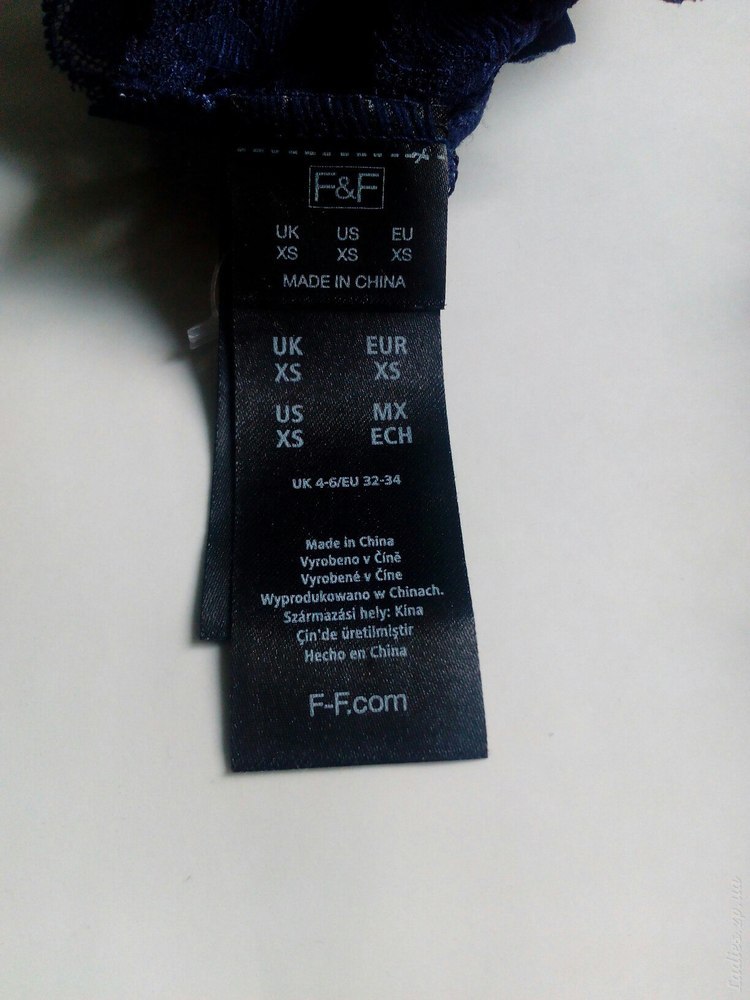 F&F
UK US EU
XS XS XS
MADE IN CHINA
UK EUR
XS XS
US MX
XS ECH
UK 4-6/EU 32-34
Made in China
Vyrobeno v Číně
Vyrobené v Číne
Wyprodukowano w Chinach.
Származási hely: Kína
Çin'de üretilmiştir
Hecho en China
F-F.com